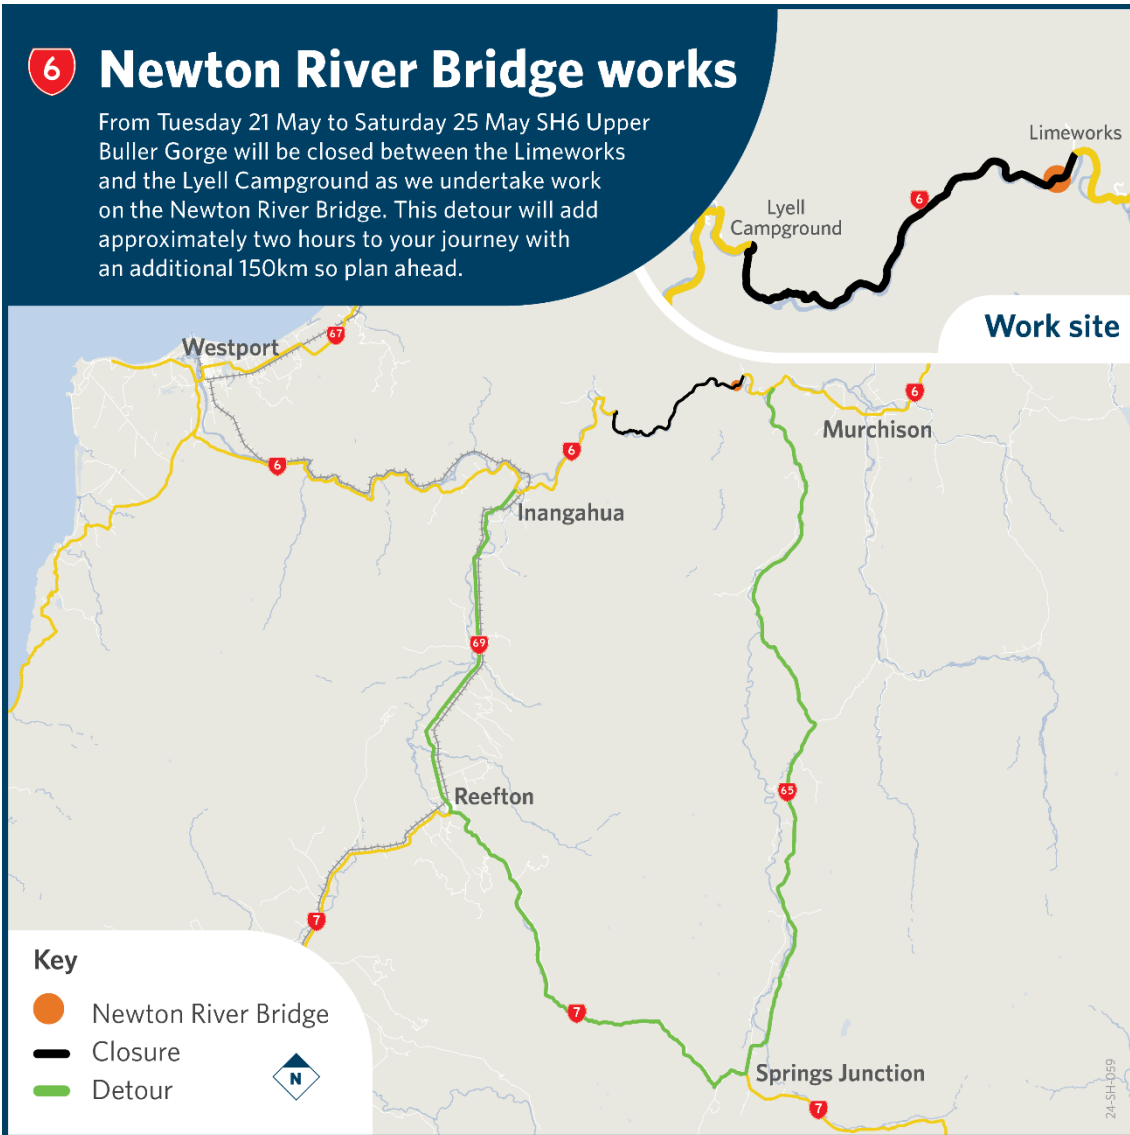 6 Newton River Bridge works
From Tuesday 21 May to Saturday 25 May SH6 Upper
Buller Gorge will be closed between the Limeworks
and the Lyell Campground as we undertake work
on the Newton River Bridge. This detour will add
approximately two hours to your journey with
an additional 150km so plan ahead.
Limeworks
6
Lyell
Campground
Work site
67
Westport
6
Murchison
6
6
Inangahua
69
65
Reefton
7
7
Springs Junction
7
Key
Newton River Bridge
Closure
Detour
N
24-SH-059